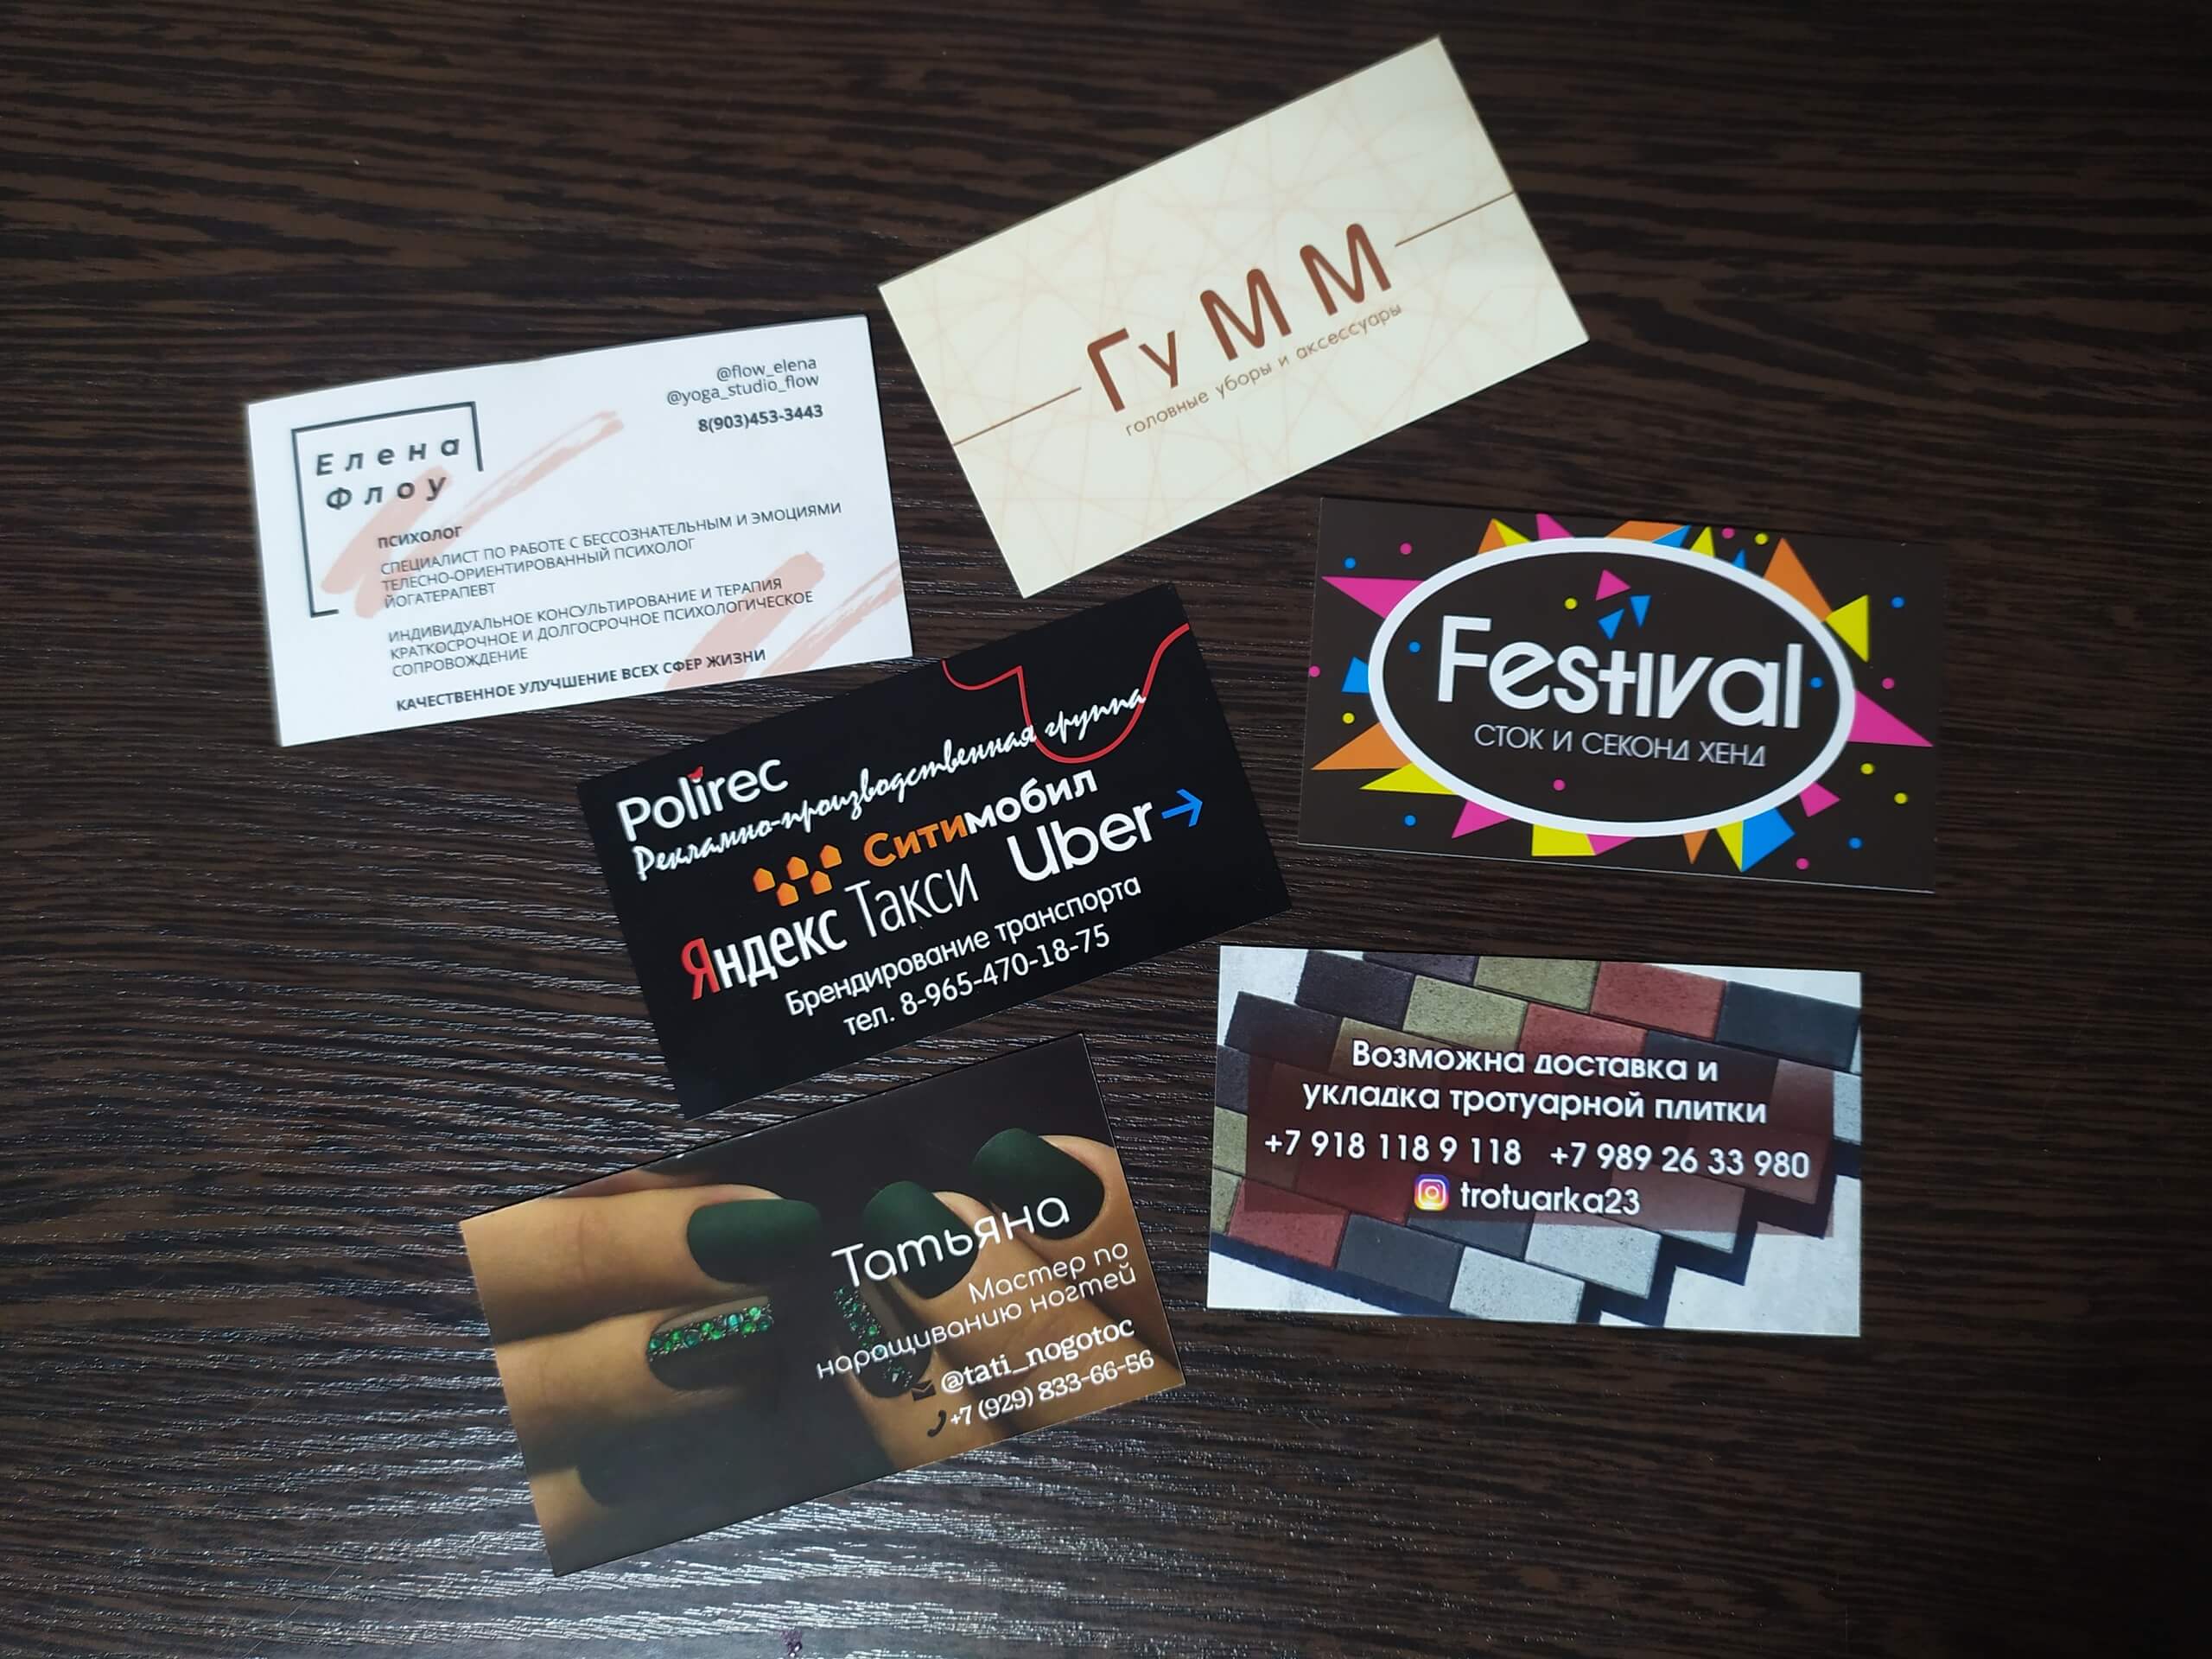 Гу М М
головные уборы и аксессуары
@flow_elena
@yoga_studio_flow
8(903)453-3443
Елена
Флоу
ПСИХОЛОГ
СПЕЦИАЛИСТ ПО РАБОТЕ С БЕССОЗНАТЕЛЬНЫМ И ЭМОЦИЯМИ
ТЕЛЕСНО-ОРИЕНТИРОВАННЫЙ ПСИХОЛОГ
ЙОГАТЕРАПЕВТ
ИНДИВИДУАЛЬНОЕ КОНСУЛЬТИРОВАНИЕ И ТЕРАПИЯ
КРАТКОСРОЧНОЕ И ДОЛГОСРОЧНОЕ ПСИХОЛОГИЧЕСКОЕ
СОПРОВОЖДЕНИЕ
КАЧЕСТВЕННОЕ УЛУЧШЕНИЕ ВСЕХ СФЕР ЖИЗНИ
Festival
СТОК И СЕКОНД ХЕНД
Polirec
Рекламно-производственная группа
Ситимобил
Яндекс Такси Uber
Брендирование транспорта
тел. 8-965-470-18-75
Возможна доставка и
укладка тротуарной плитки
+7 918 118 9 118 +7 989 26 33 980
trotuarka23
Татьяна
Мастер по
наращиванию ногтей
@tati_nogotoc
+7 (929) 833-66-56